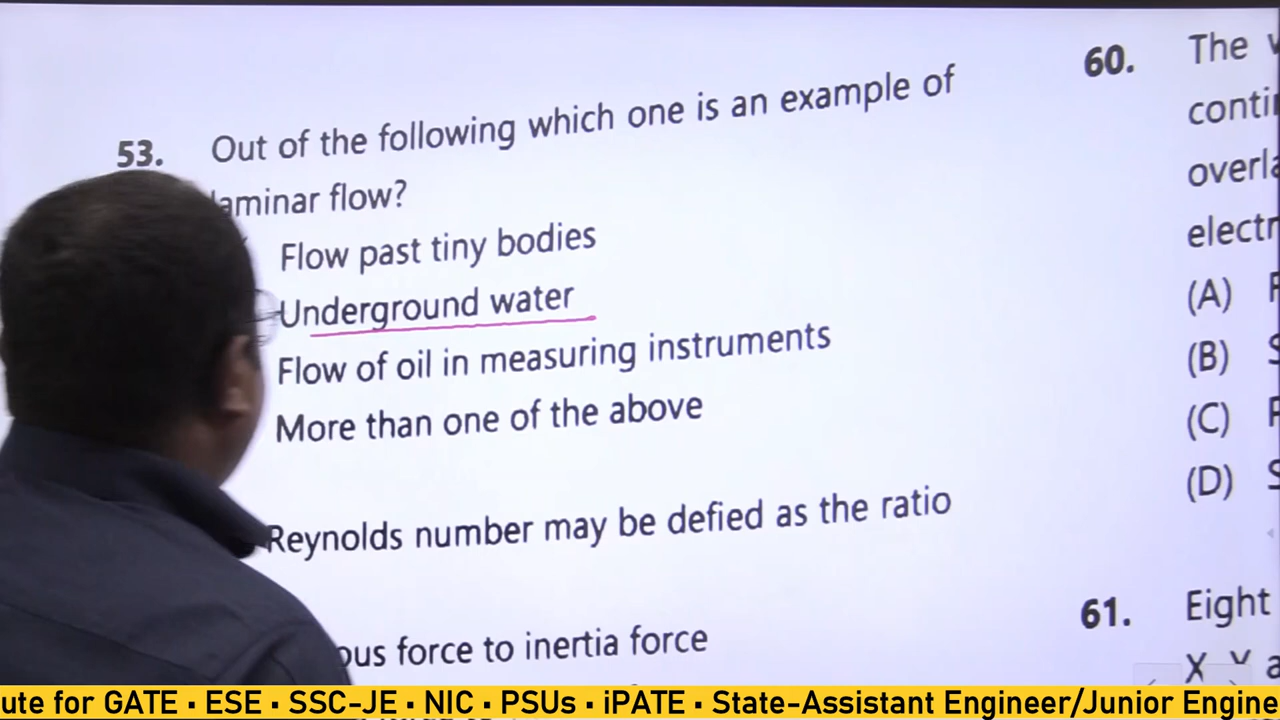 53. Out of the following which one is an example of
laminar flow?
Flow past tiny bodies
Underground water
Flow of oil in measuring instruments
More than one of the above
Reynolds number may be defied as the ratio
ous force to inertia force
60. The
contin
overla
electr
(A)
(B)
(C)
(D)
61. Eight
X Y a
ute for GATE ▪ ESE ▪ SSC-JE ▪ NIC ▪ PSUs ▪ iPATE ▪ State-Assistant Engineer/Junior Engine